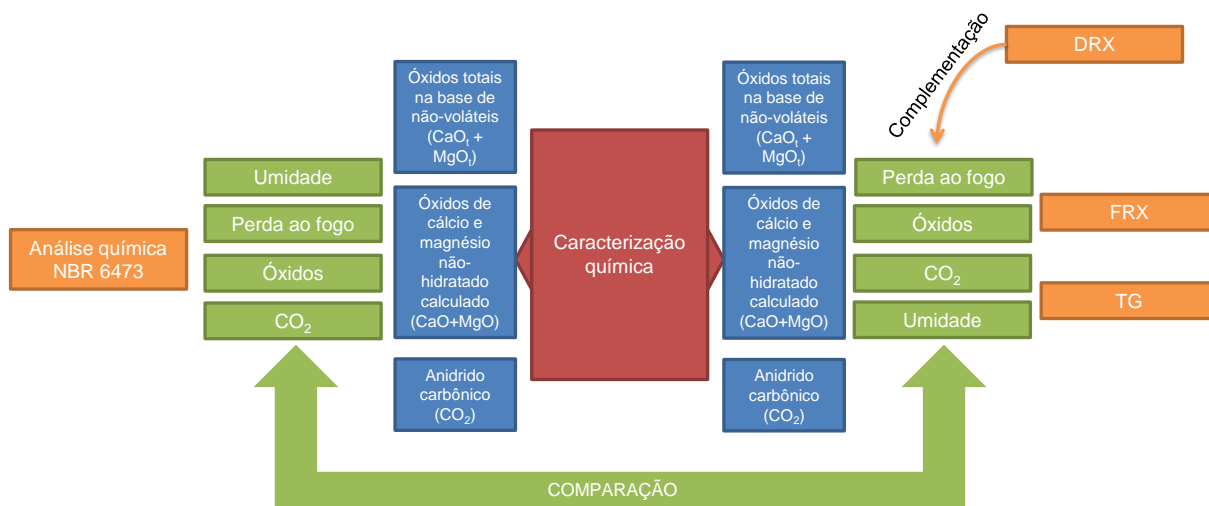 Análise química
NBR 6473
Umidade
Perda ao fogo
Óxidos
CO₂
Óxidos totais
na base de
não-voláteis
(CaOₜ +
MgOₜ)
Óxidos de
cálcio e
magnésio
não-
hidratado
calculado
(CaO+MgO)
Anidrido
carbônico
(CO₂)
Caracterização
química
Óxidos totais
na base de
não-voláteis
(CaOₜ +
MgOₜ)
Óxidos de
cálcio e
magnésio
não-
hidratado
calculado
(CaO+MgO)
Anidrido
carbônico
(CO₂)
Complementação
DRX
Perda ao fogo
Óxidos
CO₂
Umidade
FRX
TG
COMPARAÇÃO